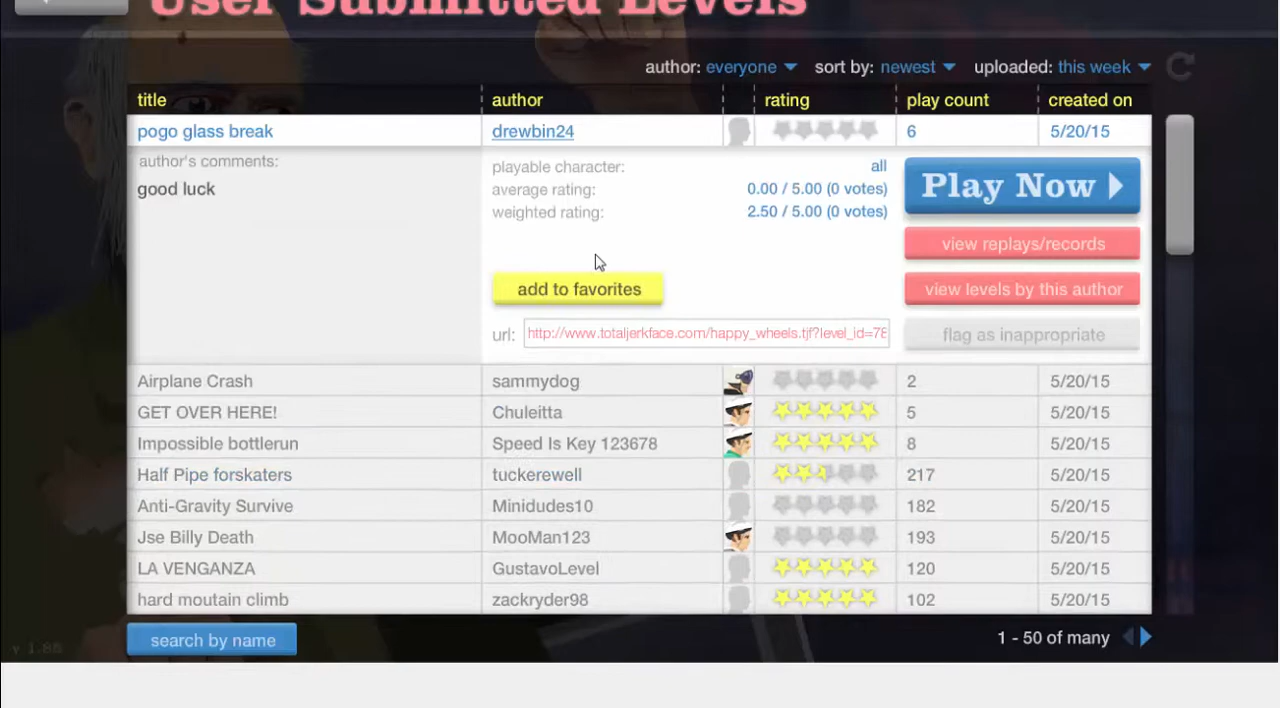 User Submitted Levels
author: everyone sort by: newest uploaded: this week
title author rating play count created on
pogo glass break drewbin24 6 5/20/15
author's comments:
good luck
playable character: all
average rating: 0.00 / 5.00 (0 votes)
weighted rating: 2.50 / 5.00 (0 votes)
add to favorites
url: http://www.totaljerkface.com/happy_wheels.tjf?level_id=78
Play Now
view replays/records
view levels by this author
flag as inappropriate
Airplane Crash sammydog 2 5/20/15
GET OVER HERE! Chuleitta 5 5/20/15
Impossible bottlerun Speed Is Key 123678 8 5/20/15
Half Pipe forskaters tuckerewell 217 5/20/15
Anti-Gravity Survive Minidudes10 182 5/20/15
Jse Billy Death MooMan123 193 5/20/15
LA VENGANZA GustavoLevel 120 5/20/15
hard moutain climb zackryder98 102 5/20/15
search by name 1 - 50 of many
v 1.85